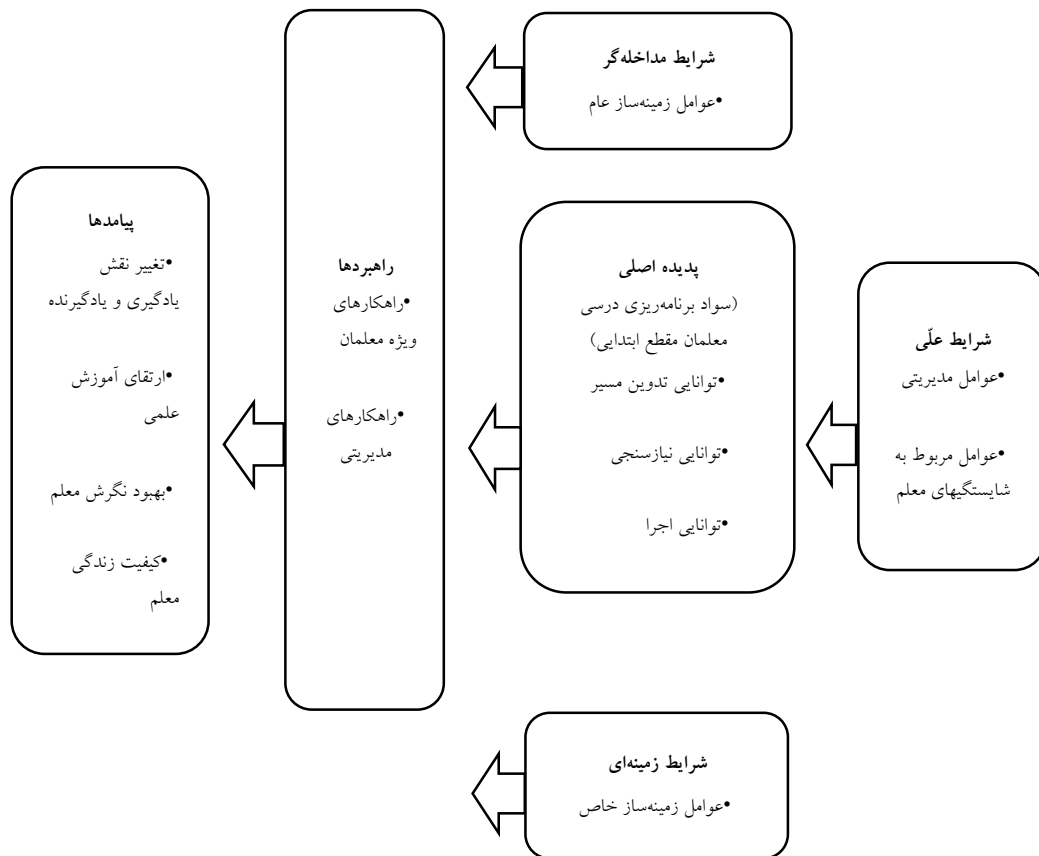 شرایط مداخله‌گر
•عوامل زمینه‌ساز عام
شرایط علّی
•عوامل مدیریتی
•عوامل مربوط به
شایستگیهای معلم
پدیده اصلی
(سواد برنامه‌ریزی درسی
معلمان مقطع ابتدایی)
•توانایی تدوین مسیر
•توانایی نیازسنجی
•توانایی اجرا
راهبردها
•راهکارهای
ویژه معلمان
•راهکارهای
مدیریتی
پیامدها
•تغییر نقش
یادگیری و یادگیرنده
•ارتقای آموزش
علمی
•بهبود نگرش معلم
•کیفیت زندگی
معلم
شرایط زمینه‌ای
•عوامل زمینه‌ساز خاص